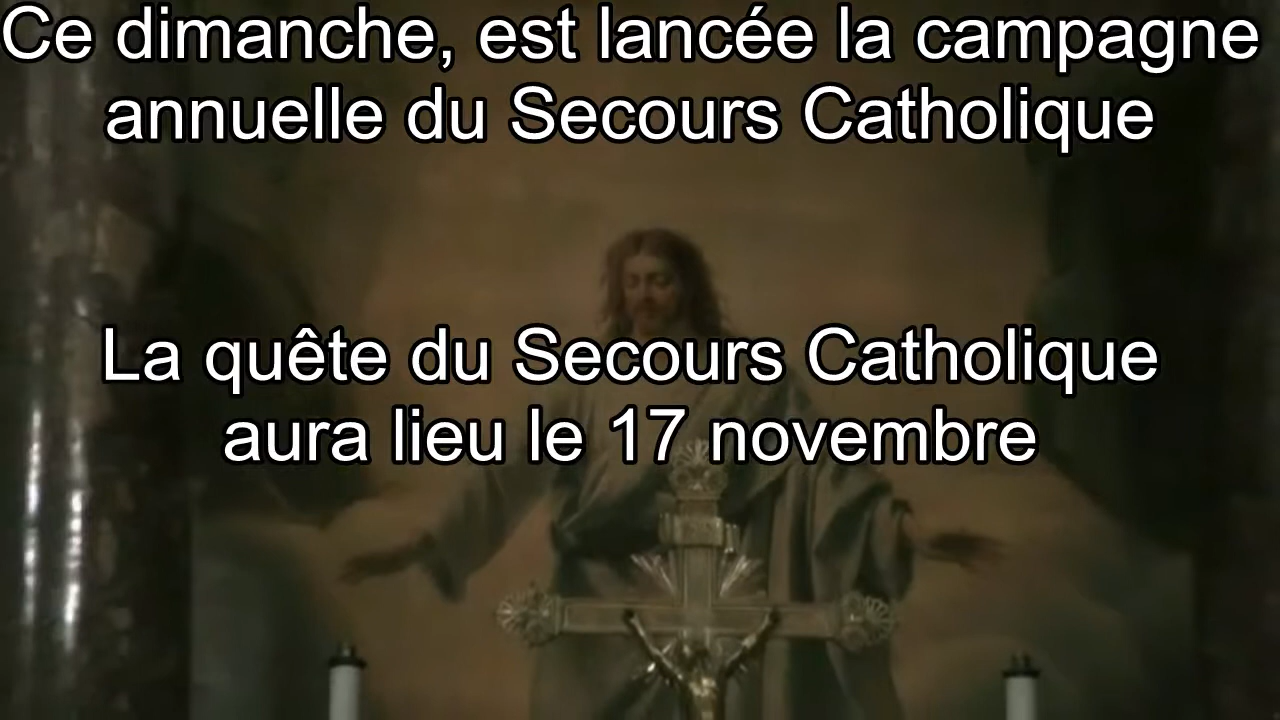 Ce dimanche, est lancée la campagne
annuelle du Secours Catholique
La quête du Secours Catholique
aura lieu le 17 novembre